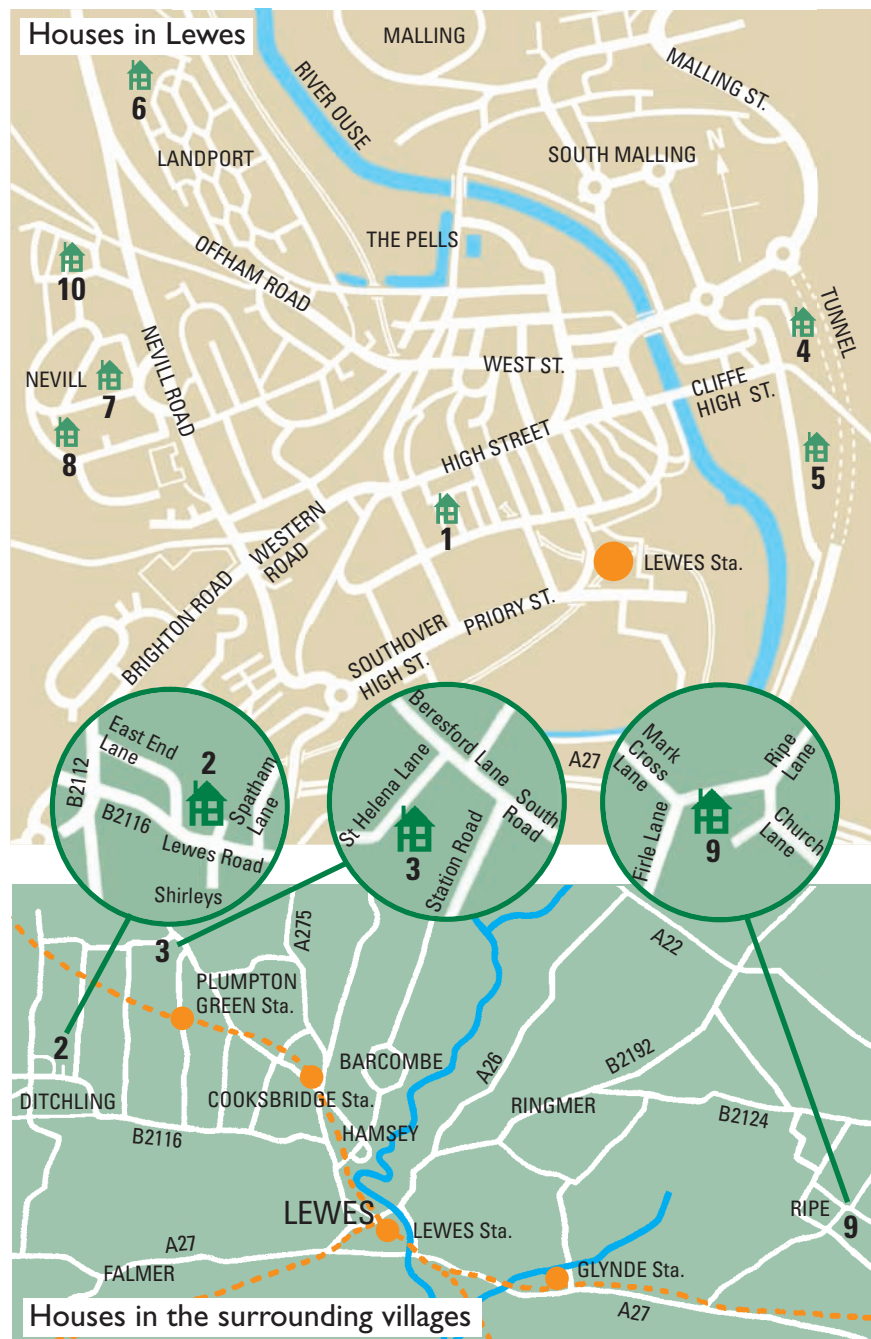 Houses in Lewes
MALLING
MALLING ST.
6
RIVER OUSE
LANDPORT
SOUTH MALLING
N
THE PELLS
OFFHAM ROAD
10
TUNNEL
4
NEVILL ROAD
WEST ST.
NEVILL
7
CLIFFE
HIGH ST.
8
HIGH STREET
5
1
WESTERN
ROAD
LEWES Sta.
BRIGHTON ROAD
PRIORY ST.
SOUTHOVER
HIGH ST.
A27
East End
Lane
2
Spatham
Lane
B2112
B2116
Lewes Road
Shirleys
Beresford
Lane
St Helena Lane
South
Road
3
Station Road
Mark
Cross
Lane
Ripe
Lane
Firle Lane
9
Church
Lane
3
A275
A22
PLUMPTON
GREEN Sta.
2
BARCOMBE
A26
B2192
DITCHLING
COOKSBRIDGE Sta.
RINGMER
B2124
B2116
HAMSEY
LEWES
LEWES Sta.
RIPE
9
A27
FALMER
GLYNDE Sta.
A27
Houses in the surrounding villages